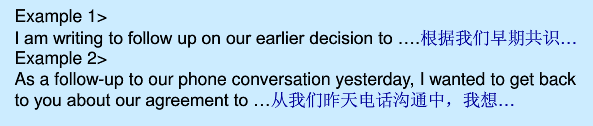 Example 1>
I am writing to follow up on our earlier decision to ….根据我们早期共识…
Example 2>
As a follow-up to our phone conversation yesterday, I wanted to get back
to you about our agreement to …从我们昨天电话沟通中，我想…